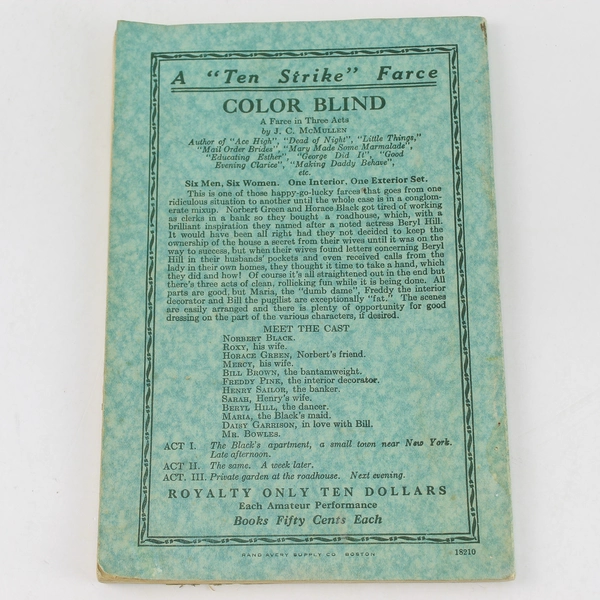 A "Ten Strike" Farce
COLOR BLIND
A Farce in Three Acts
by J. C. McMullen
Author of "Ace High", "Dead of Night", "Little Things,"
"Mail Order Brides", "Mary Made Some Marmalade",
"Educating Esther", "George Did It", "Good
Evening Clarice", "Making Daddy Behave",
etc.
Six Men, Six Women. One Interior, One Exterior Set.
This is one of those happy-go-lucky farces that goes from one
ridiculous situation to another until the whole cast is in a conglom-
erate mixup. Norbert Green and Horace Black got tired of working
as clerks in a bank so they bought a roadhouse, which, with a
brilliant inspiration they named after a noted actress Beryl Hill.
It would have been all right had they not decided to keep the
ownership of the house a secret from their wives until it was on the
way to success, but when their wives found letters concerning Beryl
Hill in their husbands' pockets and even received calls from the
lady in their own homes, they thought it time to take a hand, which
they did and how! Of course it's all straightened out in the end but
there's three acts of clean, rollicking fun while it is being done. All
parts are good, but Maria, the "dumb dame", Freddy the interior
decorator and Bill the pugilist are exceptionally "fat." The scenes
are easily arranged and there is plenty of opportunity for good
dressing on the part of the various characters, if desired.
MEET THE CAST
Norbert Black.
Roxy, his wife.
Horace Green, Norbert's friend.
Mercy, his wife.
Bill Brown, the bantamweight.
Freddy Pink, the interior decorator.
Henry Sailor, the banker.
Sarah, Henry's wife.
Beryl Hill, the dancer.
Maria, the Black's maid.
Daisy Garrison, in love with Bill.
Mr. Bowles.
ACT I. The Black's apartment, a small town near New York.
Late afternoon.
ACT II. The same. A week later.
ACT. III. Private garden at the roadhouse. Next evening.
ROYALTY ONLY TEN DOLLARS
Each Amateur Performance
Books Fifty Cents Each
RAND AVERY SUPPLY CO. BOSTON
18210